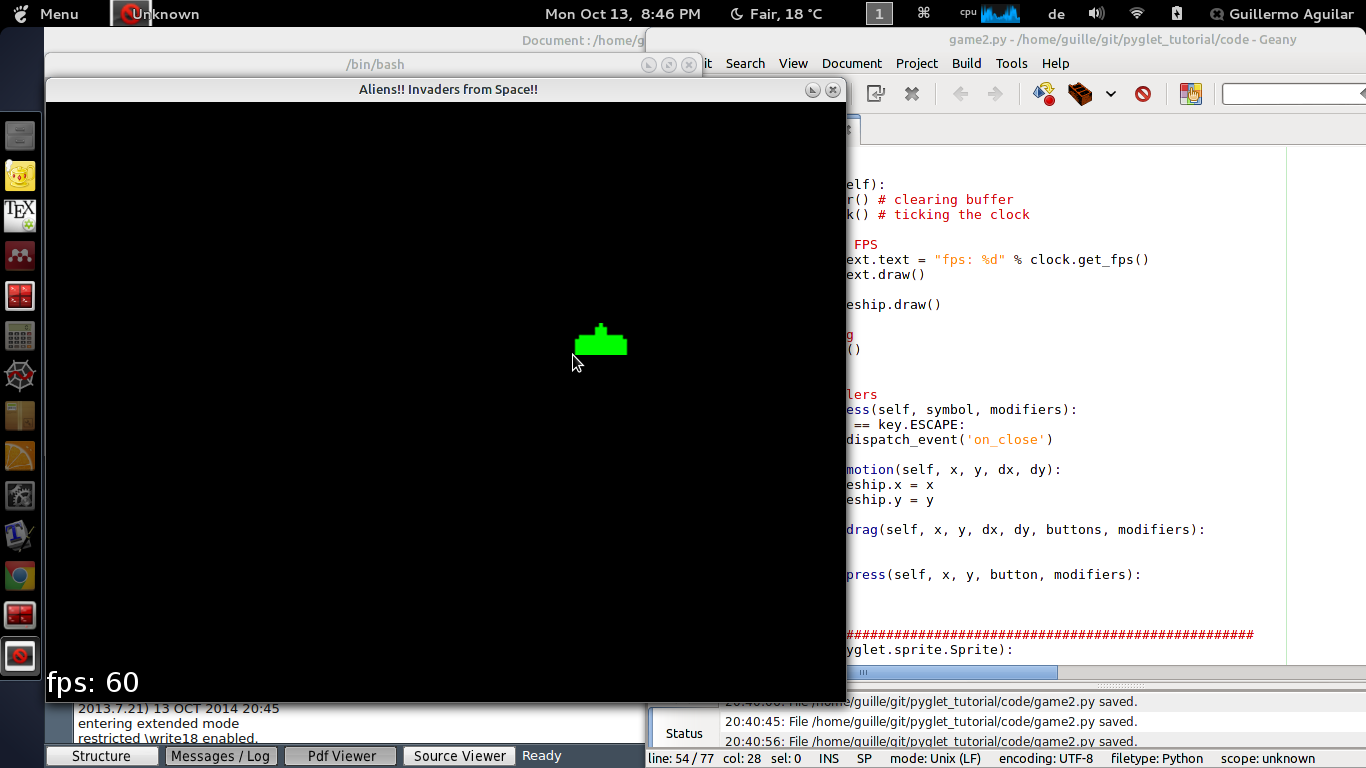 Menu Unknown Mon Oct 13, 8:46 PM Fair, 18 °C 1 ⌘ cpu de Guillermo Aguilar
Document : /home/g
game2.py - /home/guille/git/pyglet_tutorial/code - Geany
/bin/bash
it Search View Document Project Build Tools Help
Aliens!! Invaders from Space!!
TEX
elf):
r() # clearing buffer
k() # ticking the clock
FPS
ext.text = "fps: %d" % clock.get_fps()
ext.draw()
eship.draw()
g
()
lers
ess(self, symbol, modifiers):
== key.ESCAPE:
dispatch_event('on_close')
motion(self, x, y, dx, dy):
eship.x = x
eship.y = y
drag(self, x, y, dx, dy, buttons, modifiers):
press(self, x, y, button, modifiers):
###################################################
yglet.sprite.Sprite):
fps: 60
2013.7.21) 13 OCT 2014 20:45
entering extended mode
restricted \write18 enabled.
Structure Messages / Log Pdf Viewer Source Viewer Ready
Status
File /home/guille/git/pyglet_tutorial/code/game2.py saved.
20:40:45: File /home/guille/git/pyglet_tutorial/code/game2.py saved.
20:40:56: File /home/guille/git/pyglet_tutorial/code/game2.py saved.
line: 54 / 77 col: 28 sel: 0 INS SP mode: Unix (LF) encoding: UTF-8 filetype: Python scope: unknown